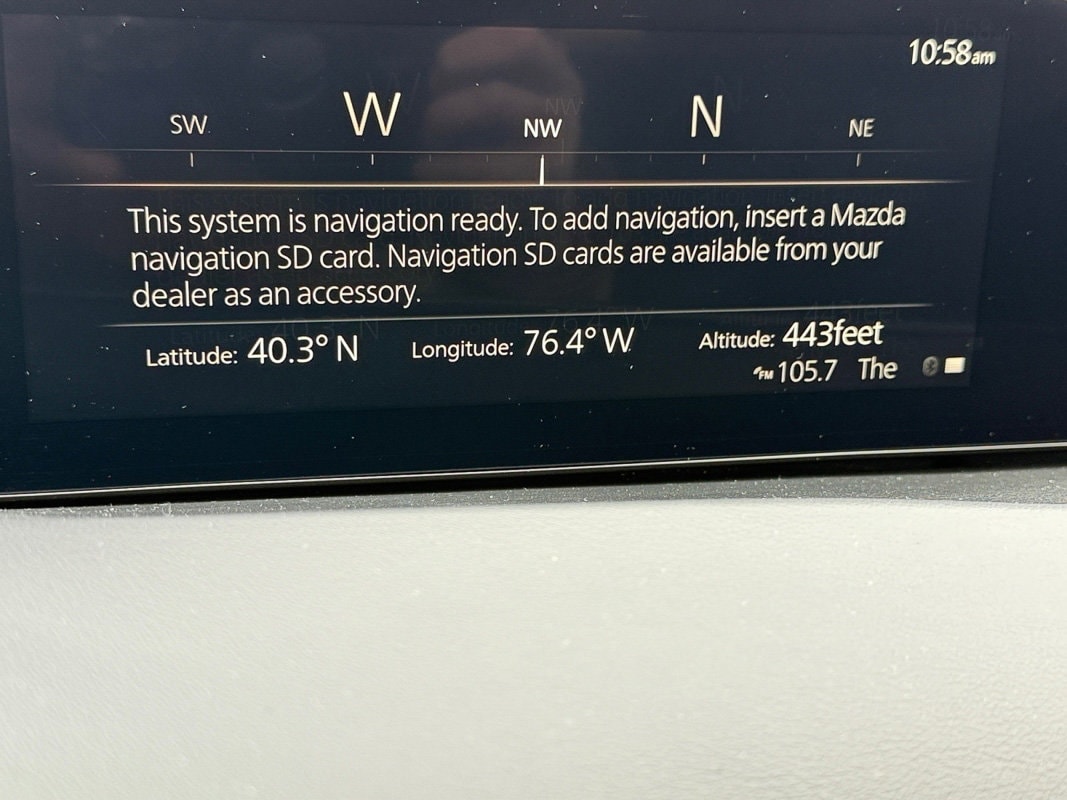 10:58am
SW W NW N NE
This system is navigation ready. To add navigation, insert a Mazda
navigation SD card. Navigation SD cards are available from your
dealer as an accessory.
Latitude: 40.3° N Longitude: 76.4° W Altitude: 443feet
FM 105.7 The